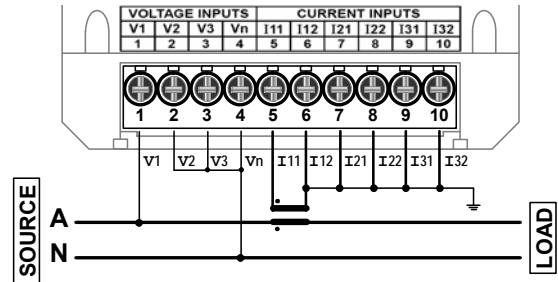 VOLTAGE INPUTS CURRENT INPUTS
V1 V2 V3 Vn I11 I12 I21 I22 I31 I32
1 2 3 4 5 6 7 8 9 10
1 2 3 4 5 6 7 8 9 10
V1 V2 V3 Vn I11 I12 I21 I22 I31 I32
SOURCE
A
N
LOAD